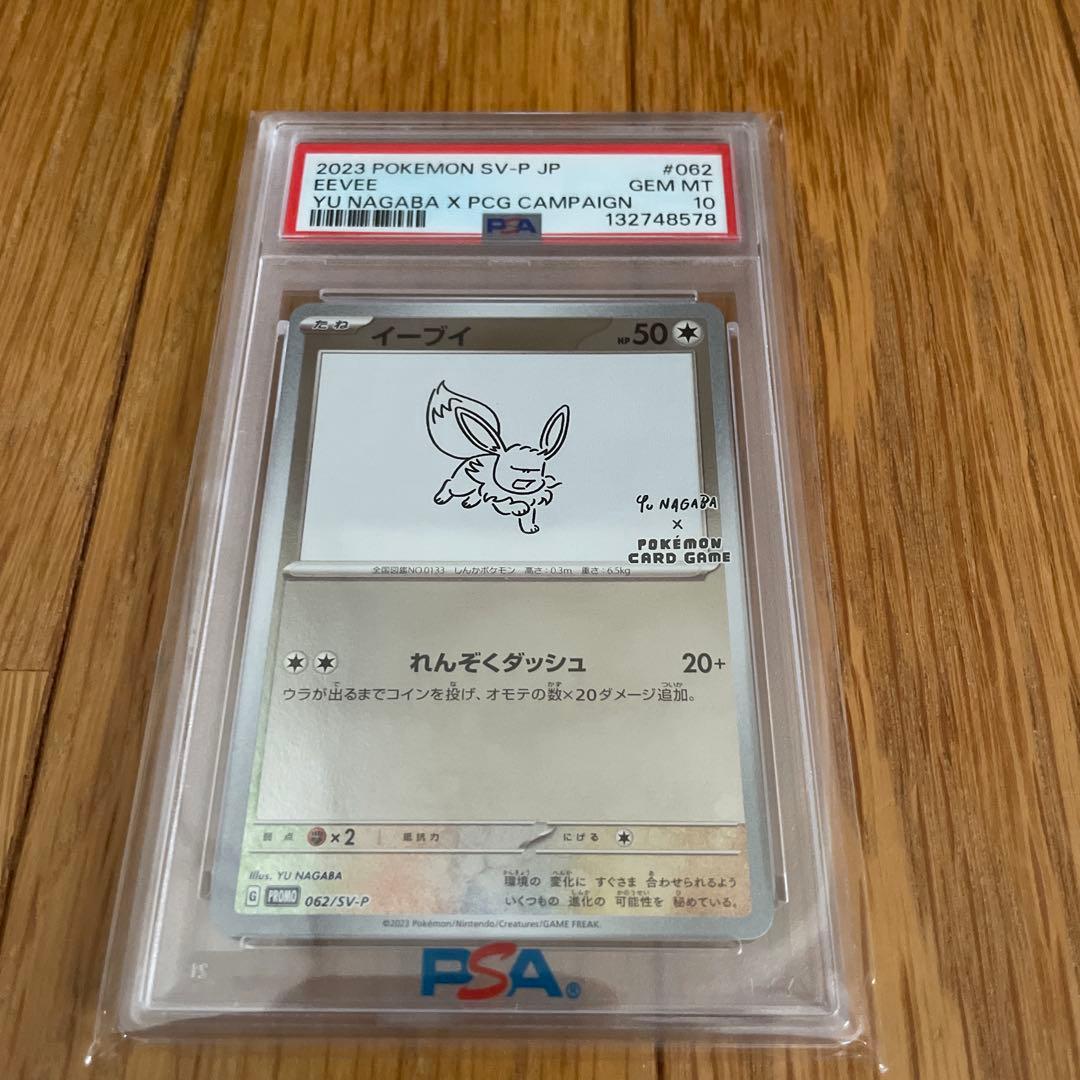 2023 POKEMON SV-P JP #062
EEVEE GEM MT
YU NAGABA X PCG CAMPAIGN 10
PSA 132748578
たね イーブイ HP 50
Yu NAGABA
×
POKÉMON
CARD GAME
全国図鑑NO.0133 しんかポケモン 高さ:0.3m 重さ:6.5kg
れんぞくダッシュ 20+
ウラが出るまでコインを投げ、オモテの数×20ダメージ追加。
弱点 ×2 抵抗力 にげる
Illus. YU NAGABA
環境の 変化に すぐさま 合わせられるよう
G PROMO 062/SV-P いくつもの 進化の 可能性を 秘めている。
©2023 Pokémon/Nintendo/Creatures/GAME FREAK.
PSA®